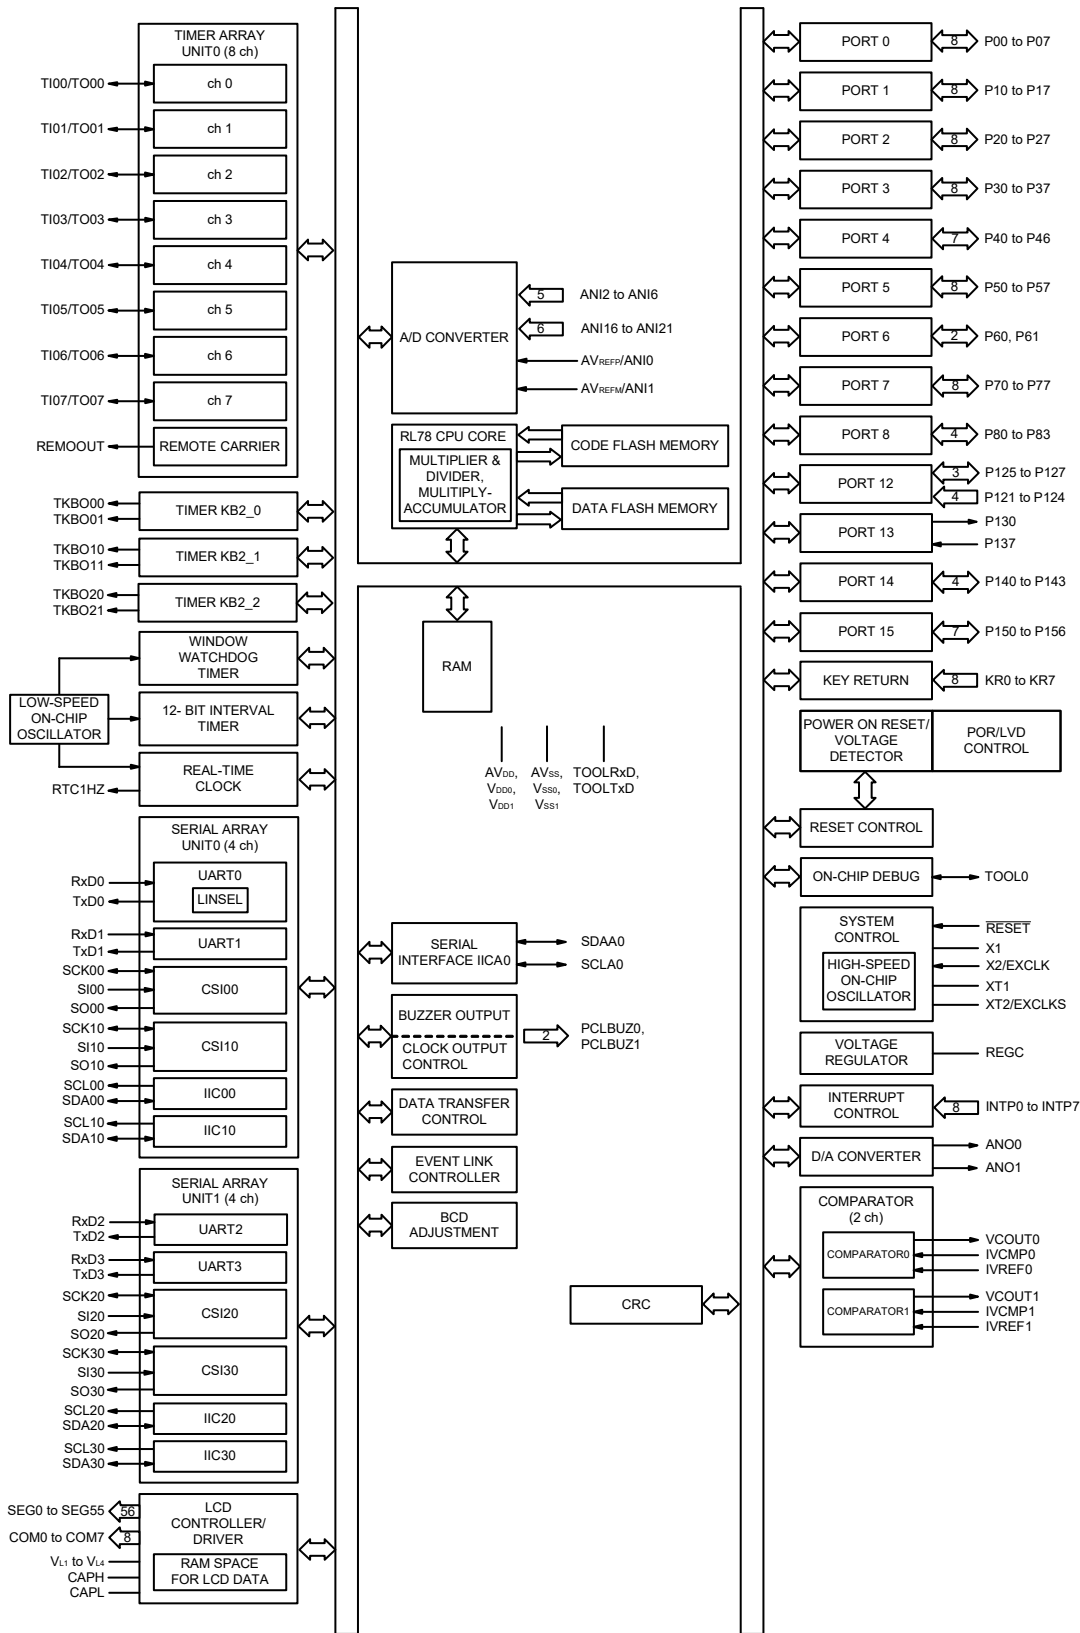 TIMER ARRAY
UNIT0 (8 ch)
TI00/TO00
ch 0
TI01/TO01
ch 1
TI02/TO02
ch 2
TI03/TO03
ch 3
TI04/TO04
ch 4
TI05/TO05
ch 5
TI06/TO06
ch 6
TI07/TO07
ch 7
REMOOUT
REMOTE CARRIER
TKBO00
TKBO01
TIMER KB2_0
TKBO10
TKBO11
TIMER KB2_1
TKBO20
TKBO21
TIMER KB2_2
WINDOW
WATCHDOG
TIMER
LOW-SPEED
ON-CHIP
OSCILLATOR
12- BIT INTERVAL
TIMER
REAL-TIME
CLOCK
RTC1HZ
SERIAL ARRAY
UNIT0 (4 ch)
RxD0
TxD0
UART0
LINSEL
RxD1
TxD1
UART1
SCK00
SI00
SO00
CSI00
SCK10
SI10
SO10
CSI10
SCL00
SDA00
IIC00
SCL10
SDA10
IIC10
SERIAL ARRAY
UNIT1 (4 ch)
RxD2
TxD2
UART2
RxD3
TxD3
UART3
SCK20
SI20
SO20
CSI20
SCK30
SI30
SO30
CSI30
SCL20
SDA20
IIC20
SCL30
SDA30
IIC30
SEG0 to SEG55
56
COM0 to COM7
8
VL1 to VL4
CAPH
CAPL
LCD
CONTROLLER/
DRIVER
RAM SPACE
FOR LCD DATA
A/D CONVERTER
5
ANI2 to ANI6
6
ANI16 to ANI21
AVREFP/ANI0
AVREFM/ANI1
RL78 CPU CORE
MULTIPLIER &
DIVIDER,
MULITIPLY-
ACCUMULATOR
CODE FLASH MEMORY
DATA FLASH MEMORY
RAM
AVDD,
VDD0,
VDD1
AVSS,
VSS0,
VSS1
TOOLRxD,
TOOLTxD
SERIAL
INTERFACE IICA0
SDAA0
SCLA0
BUZZER OUTPUT
CLOCK OUTPUT
CONTROL
2
PCLBUZ0,
PCLBUZ1
DATA TRANSFER
CONTROL
EVENT LINK
CONTROLLER
BCD
ADJUSTMENT
CRC
PORT 0
8
P00 to P07
PORT 1
8
P10 to P17
PORT 2
8
P20 to P27
PORT 3
8
P30 to P37
PORT 4
7
P40 to P46
PORT 5
8
P50 to P57
PORT 6
2
P60, P61
PORT 7
8
P70 to P77
PORT 8
4
P80 to P83
PORT 12
3
P125 to P127
4
P121 to P124
PORT 13
P130
P137
PORT 14
4
P140 to P143
PORT 15
7
P150 to P156
KEY RETURN
8
KR0 to KR7
POWER ON RESET/
VOLTAGE
DETECTOR
POR/LVD
CONTROL
RESET CONTROL
ON-CHIP DEBUG
TOOL0
SYSTEM
CONTROL
HIGH-SPEED
ON-CHIP
OSCILLATOR
RESET
X1
X2/EXCLK
XT1
XT2/EXCLKS
VOLTAGE
REGULATOR
REGC
INTERRUPT
CONTROL
8
INTP0 to INTP7
D/A CONVERTER
ANO0
ANO1
COMPARATOR
(2 ch)
COMPARATOR0
VCOUT0
IVCMP0
IVREF0
COMPARATOR1
VCOUT1
IVCMP1
IVREF1